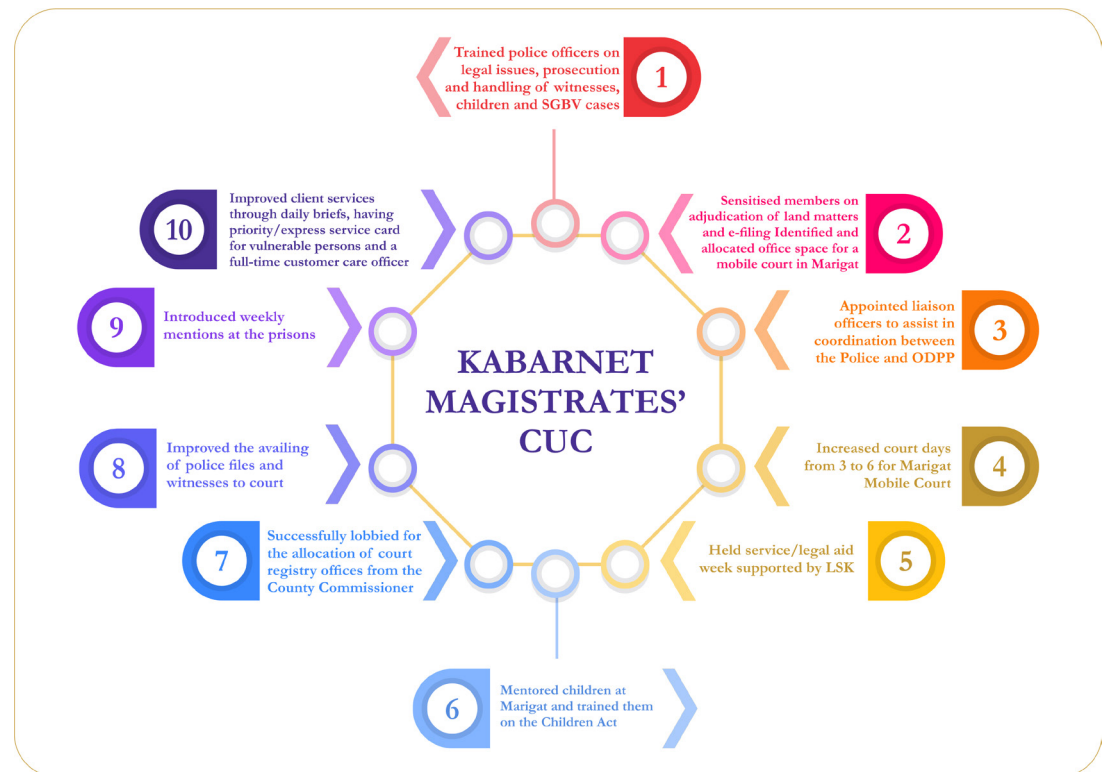 Trained police officers on
legal issues, prosecution
and handling of witnesses,
children and SGBV cases
1
Sensitised members on
adjudication of land matters
and e-filing Identified and
allocated office space for a
mobile court in Marigat
2
Appointed liaison
officers to assist in
coordination between
the Police and ODPP
3
Increased court days
from 3 to 6 for Marigat
Mobile Court
4
Held service/legal aid
week supported by LSK
5
6
Mentored children at
Marigat and trained them
on the Children Act
7
Successfully lobbied for
the allocation of court
registry offices from the
County Commissioner
8
Improved the availing
of police files and
witnesses to court
9
Introduced weekly
mentions at the prisons
10
Improved client services
through daily briefs, having
priority/express service card
for vulnerable persons and a
full-time customer care officer
KABARNET
MAGISTRATES’
CUC